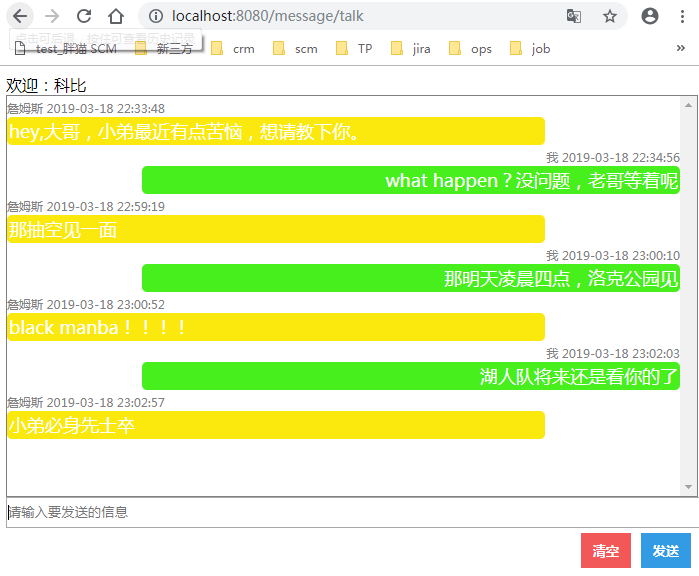 localhost:8080/message/talk
点击可后退，按住可查看历史记录
test_胖猫 SCM 新三方 crm scm TP jira ops job »
欢迎：科比
詹姆斯 2019-03-18 22:33:48
hey,大哥，小弟最近有点苦恼，想请教下你。
我 2019-03-18 22:34:56
what happen？没问题，老哥等着呢
詹姆斯 2019-03-18 22:59:19
那抽空见一面
我 2019-03-18 23:00:10
那明天凌晨四点，洛克公园见
詹姆斯 2019-03-18 23:00:52
black manba！！！！
我 2019-03-18 23:02:03
湖人队将来还是看你的了
詹姆斯 2019-03-18 23:02:57
小弟必身先士卒
请输入要发送的信息
清空 发送